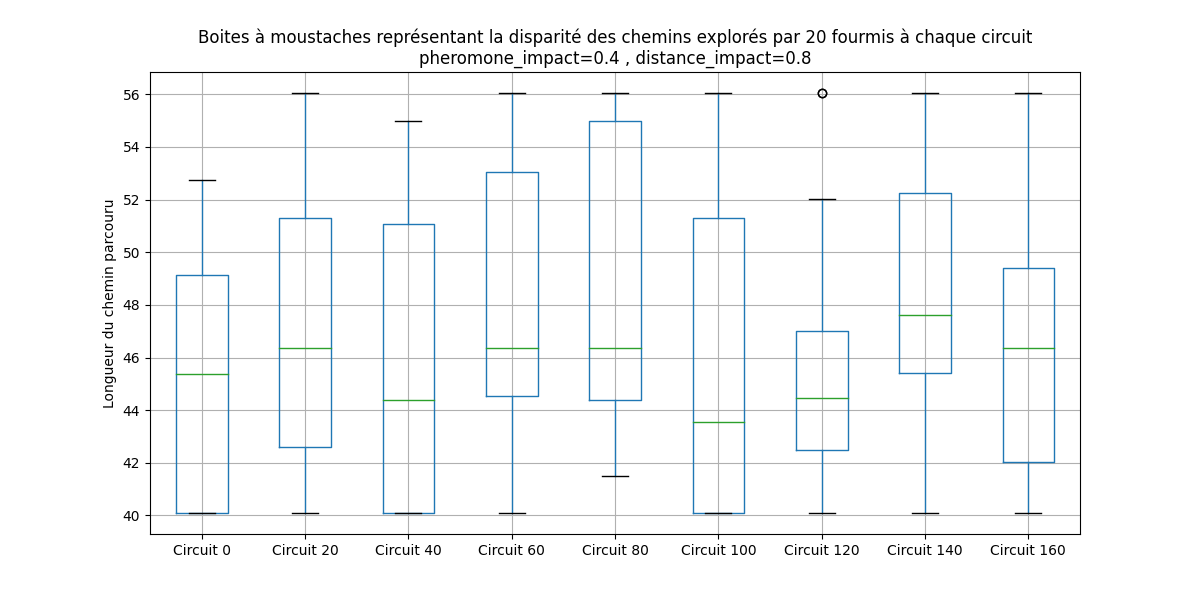 Boites à moustaches représentant la disparité des chemins explorés par 20 fourmis à chaque circuit
pheromone_impact=0.4 , distance_impact=0.8
Longueur du chemin parcouru
56
54
52
50
48
46
44
42
40
Circuit 0 Circuit 20 Circuit 40 Circuit 60 Circuit 80 Circuit 100 Circuit 120 Circuit 140 Circuit 160